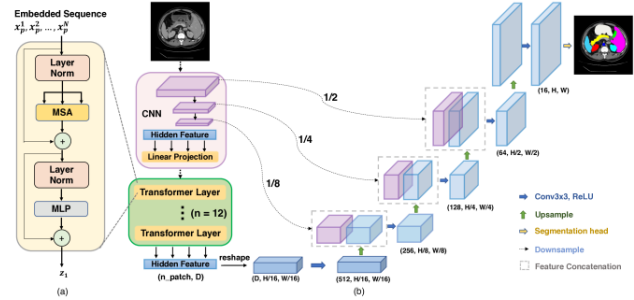 Embedded Sequence
x_p^1, x_p^2, ..., x_p^N
Layer
Norm
MSA
Layer
Norm
MLP
z_1
(a)
CNN
Hidden Feature
Linear Projection
Transformer Layer
(n = 12)
Transformer Layer
Hidden Feature
(n_patch, D)
reshape
(D, H/16, W/16)
(512, H/16, W/16)
(b)
1/2
1/4
1/8
(256, H/8, W/8)
(128, H/4, W/4)
(64, H/2, W/2)
(16, H, W)
Conv3x3, ReLU
Upsample
Segmentation head
Downsample
Feature Concatenation